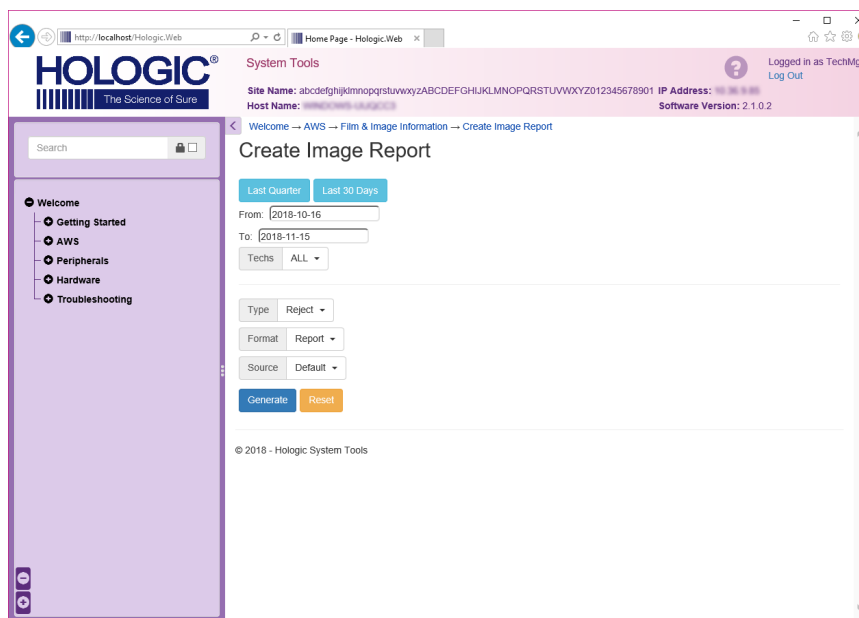 http://localhost/Hologic.Web
Home Page - Hologic.Web
HOLOGIC®
The Science of Sure
System Tools
Logged in as TechMg
Log Out
Site Name: abcdefghijklmnopqrstuvwxyzABCDEFGHIJKLMNOPQRSTUVWXYZ012345678901 IP Address:
Host Name:
Software Version: 2.1.0.2
Search
Welcome
Getting Started
AWS
Peripherals
Hardware
Troubleshooting
Welcome → AWS → Film & Image Information → Create Image Report
Create Image Report
Last Quarter Last 30 Days
From: 2018-10-16
To: 2018-11-15
Techs ALL
Type Reject
Format Report
Source Default
Generate Reset
© 2018 - Hologic System Tools